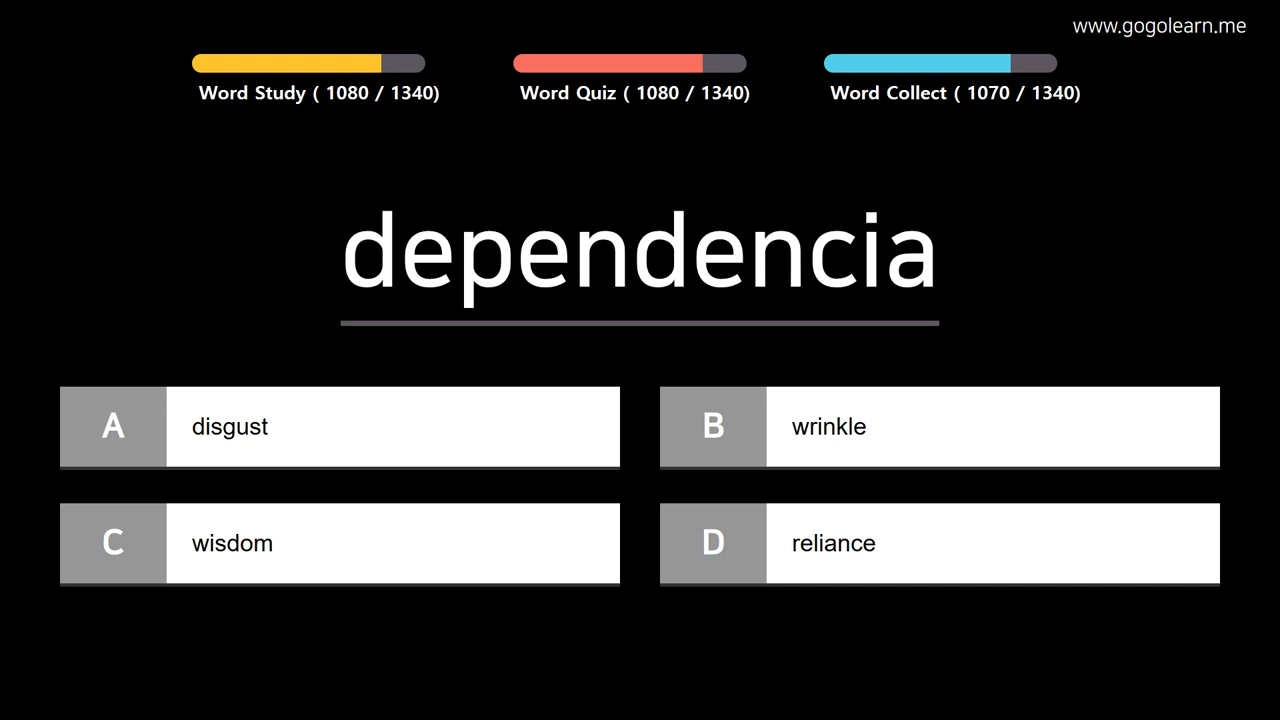 www.gogolearn.me
Word Study ( 1080 / 1340)
Word Quiz ( 1080 / 1340)
Word Collect ( 1070 / 1340)
dependencia
A disgust
B wrinkle
C wisdom
D reliance